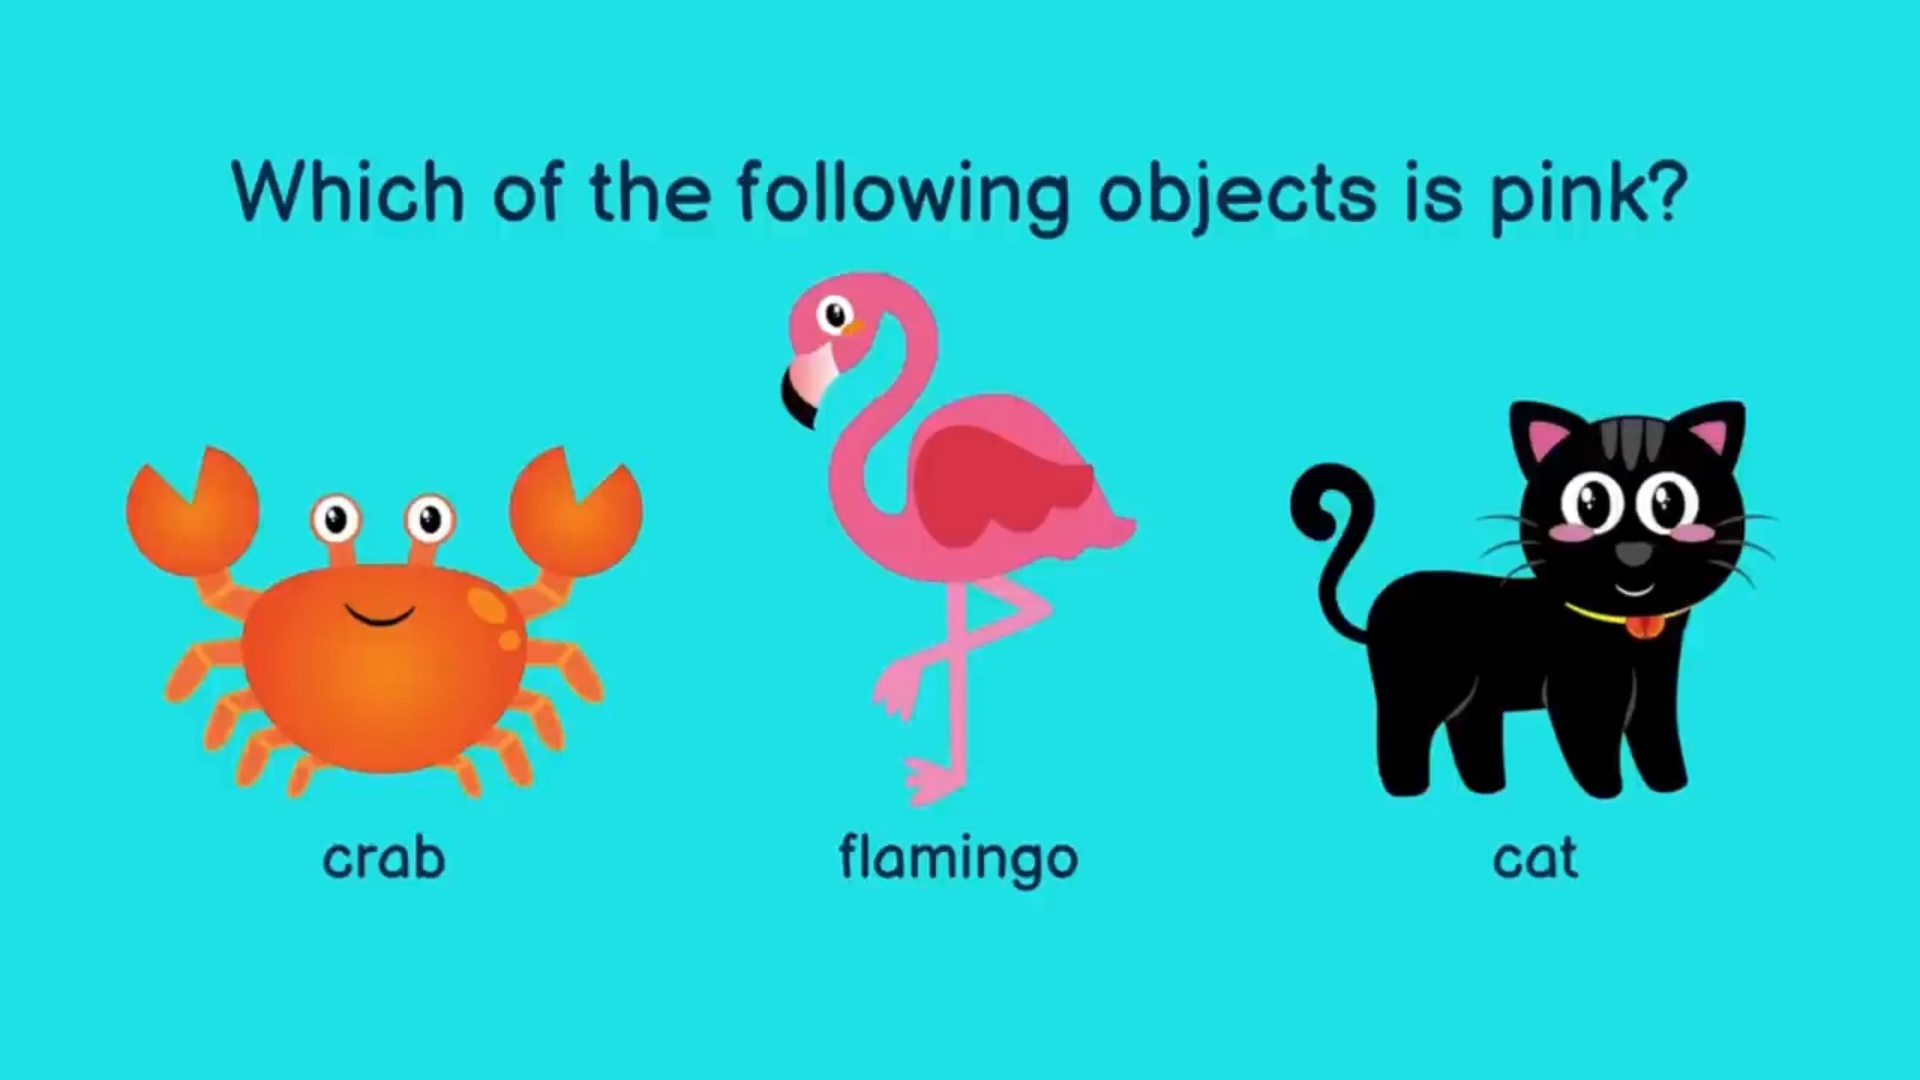 Which of the following objects is pink?
crab
flamingo
cat